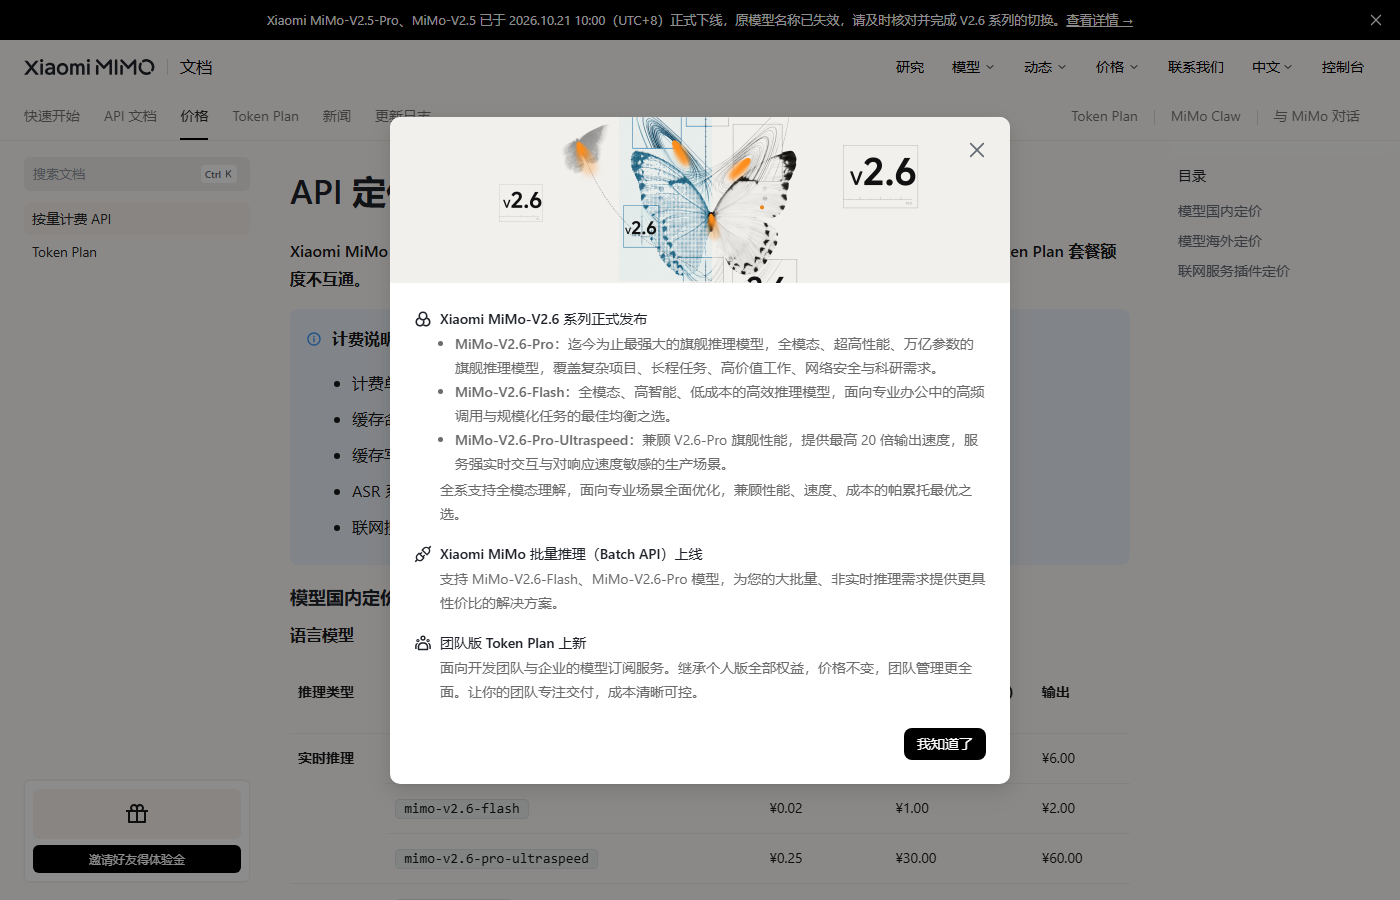 Xiaomi MiMo-V2.5-Pro、MiMo-V2.5 已于 2026.10.21 10:00（UTC+8）正式下线，原模型名称已失效，请及时核对并完成 V2.6 系列的切换。查看详情 →
Xiaomi MIMO 文档
研究 模型 动态 价格 联系我们 中文 控制台
快速开始 API 文档 价格 Token Plan 新闻 更新日志
Token Plan MiMo Claw 与 MiMo 对话
搜索文档 Ctrl K
按量计费 API
Token Plan
API 定
Xiaomi MiMo
en Plan 套餐额
度不互通。
计费说明
计费
缓存
缓存
ASR
联网
模型国内定价
语言模型
推理类型 输出
实时推理 ¥6.00
mimo-v2.6-flash ¥0.02 ¥1.00 ¥2.00
mimo-v2.6-pro-ultraspeed ¥0.25 ¥30.00 ¥60.00
邀请好友得体验金
目录
模型国内定价
模型海外定价
联网服务插件定价
v2.6
v2.6
v2.6
Xiaomi MiMo-V2.6 系列正式发布
MiMo-V2.6-Pro：迄今为止最强大的旗舰推理模型，全模态、超高性能、万亿参数的
旗舰推理模型，覆盖复杂项目、长程任务、高价值工作、网络安全与科研需求。
MiMo-V2.6-Flash：全模态、高智能、低成本的高效推理模型，面向专业办公中的高频
调用与规模化任务的最佳均衡之选。
MiMo-V2.6-Pro-Ultraspeed：兼顾 V2.6-Pro 旗舰性能，提供最高 20 倍输出速度，服
务强实时交互与对响应速度敏感的生产场景。
全系支持全模态理解，面向专业场景全面优化，兼顾性能、速度、成本的帕累托最优之
选。
Xiaomi MiMo 批量推理（Batch API）上线
支持 MiMo-V2.6-Flash、MiMo-V2.6-Pro 模型，为您的大批量、非实时推理需求提供更具
性价比的解决方案。
团队版 Token Plan 上新
面向开发团队与企业的模型订阅服务。继承个人版全部权益，价格不变，团队管理更全
面。让你的团队专注交付，成本清晰可控。
我知道了